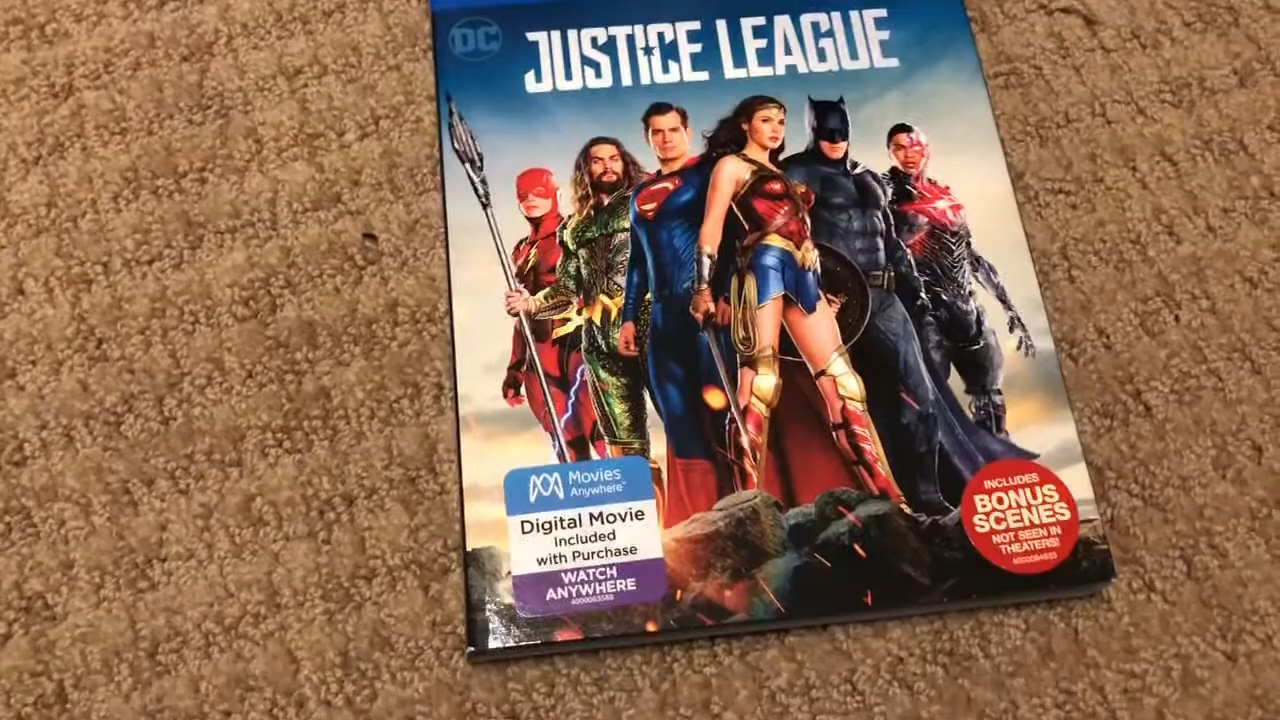 DC
JUSTICE LEAGUE
Movies
Anywhere
Digital Movie
Included
with Purchase
WATCH
ANYWHERE
4000063588
INCLUDES
BONUS
SCENES
NOT SEEN IN
THEATERS!